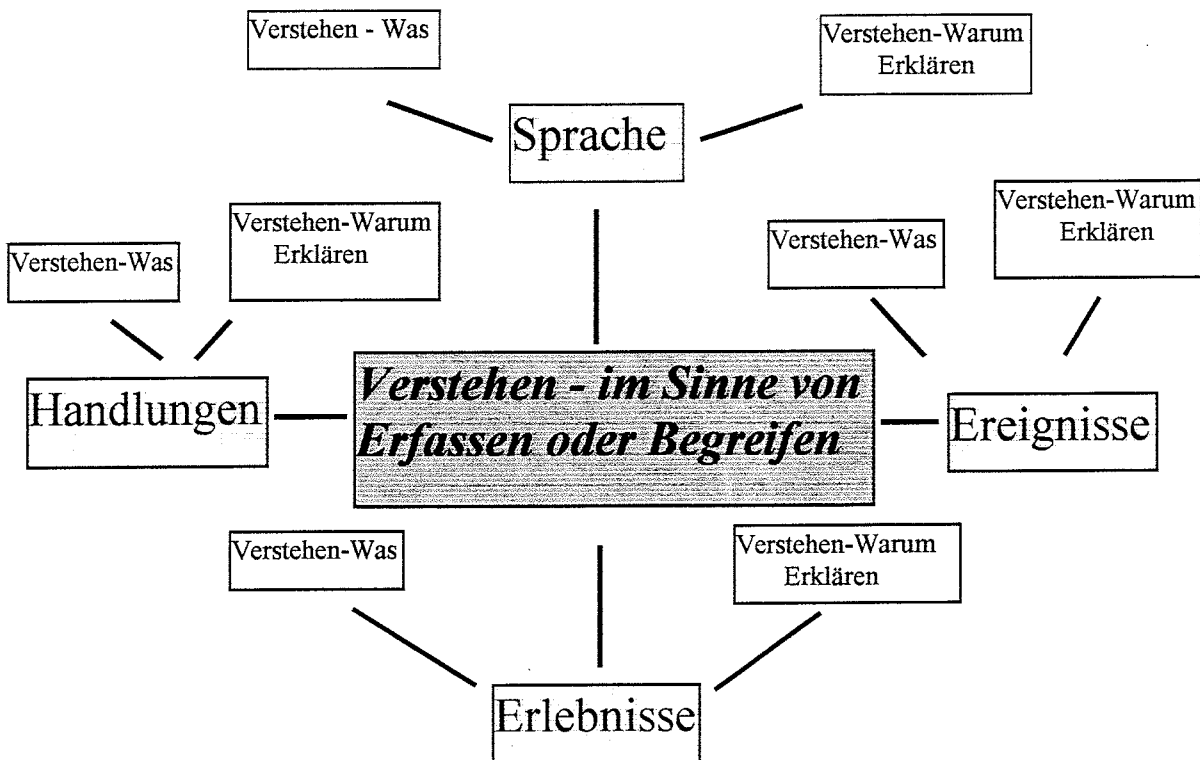 Verstehen - Was
Verstehen-Warum
Erklären
Sprache
Verstehen-Was
Verstehen-Warum
Erklären
Handlungen
Verstehen-Was
Verstehen-Warum
Erklären
Ereignisse
Verstehen - im Sinne von
Erfassen oder Begreifen
Verstehen-Was
Verstehen-Warum
Erklären
Erlebnisse